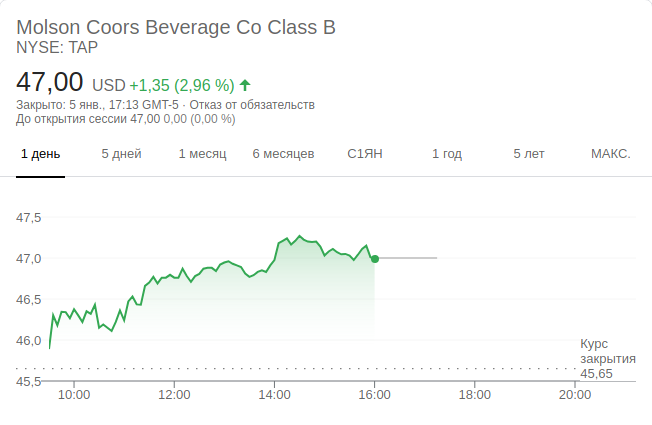 Molson Coors Beverage Co Class B
NYSE: TAP
47,00 USD +1,35 (2,96 %)
Закрыто: 5 янв., 17:13 GMT-5 · Отказ от обязательств
До открытия сессии 47,00 0,00 (0,00 %)
1 день 5 дней 1 месяц 6 месяцев С1ЯН 1 год 5 лет МАКС.
47,5
47,0
46,5
46,0
Курс
закрытия
45,65
45,5
10:00 12:00 14:00 16:00 18:00 20:00